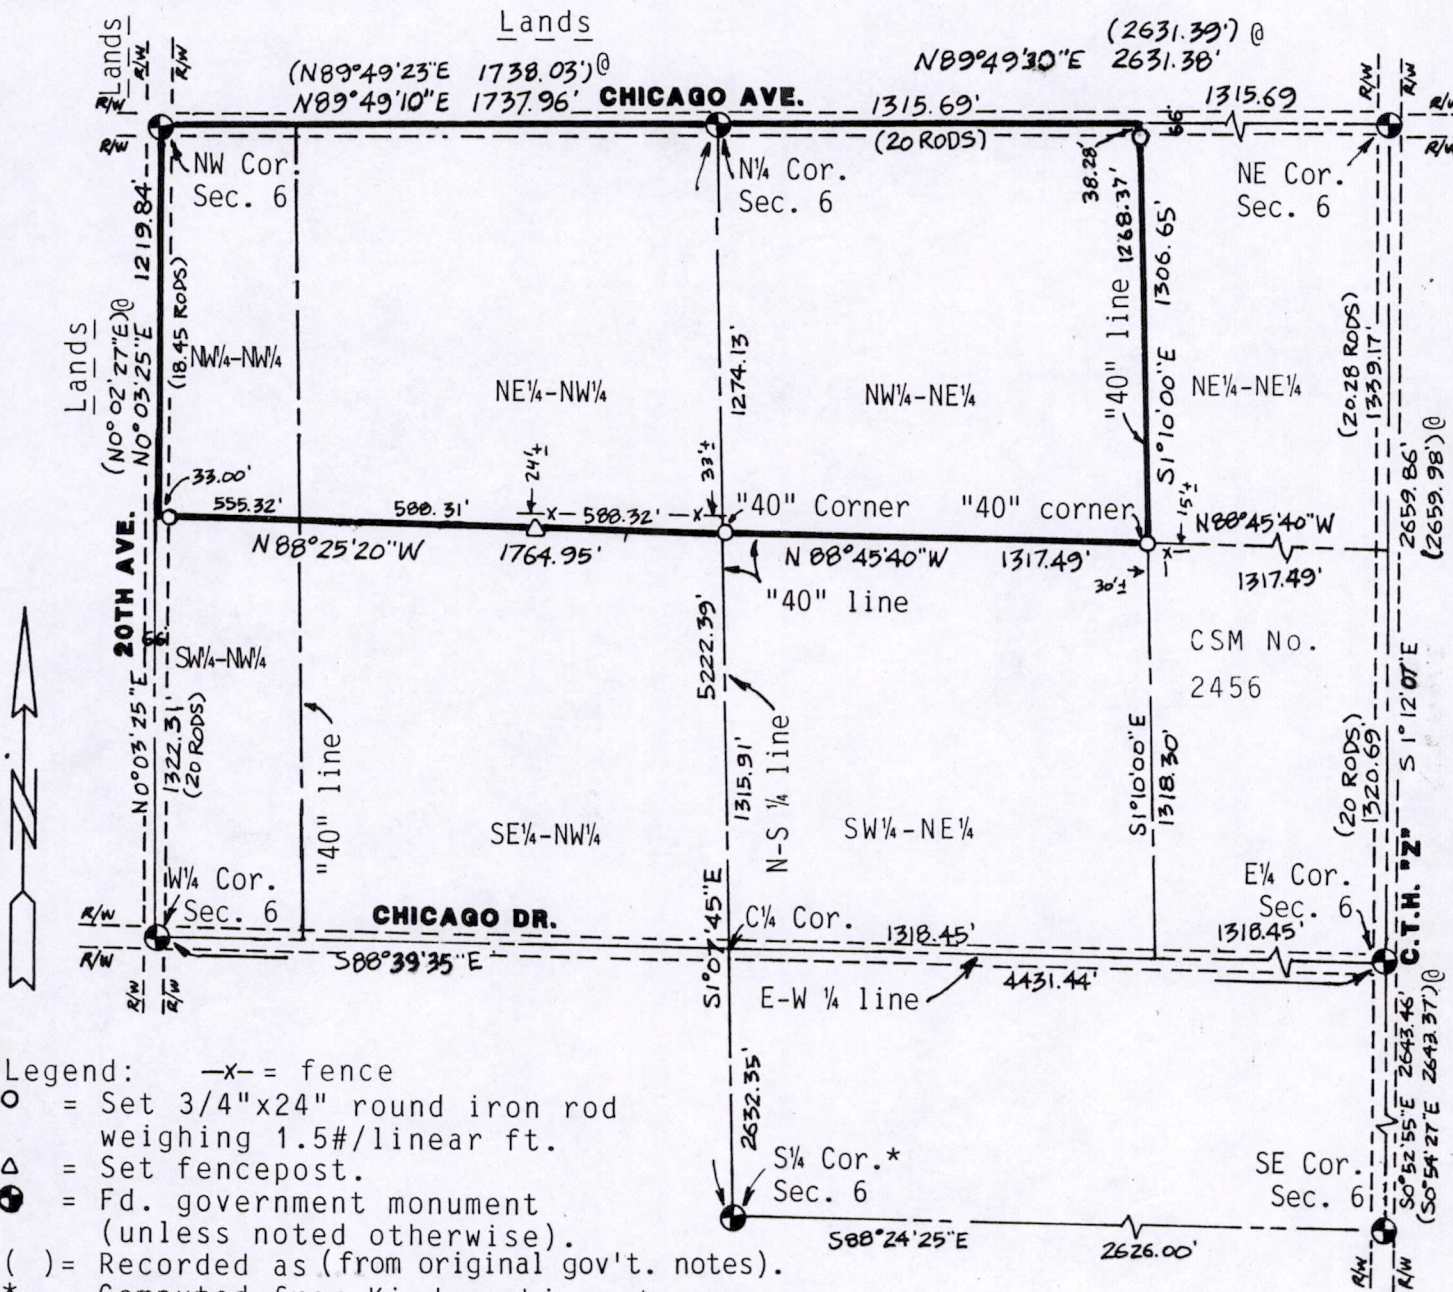 Lands
Lands
R/W
R/W
(N89°49'23"E 1738.03')@
N89°49'10"E 1737.96'
CHICAGO AVE.
(2631.39')@
N89°49'30"E 2631.38'
1315.69'
(20 RODS)
1315.69
66'
R/W
R/W
R/W
R/W
R/W
R/W
NW Cor
Sec. 6
N¼ Cor.
Sec. 6
NE Cor.
Sec. 6
38.28'
1268.37'
"40" line
1306.65'
S1°10'00"E
Lands
(N0°02'27"E)@
N0°03'25"E 1219.84
(18.45 RODS)
NW¼-NW¼
NE¼-NW¼
1274.13'
NW¼-NE¼
NE¼-NE¼
(20.28 RODS)
1339.17'
2659.86'
(2659.98')@
33.00'
555.32'
588.31'
24'±
-x- 588.32' -x-
33'±
"40" Corner
"40" corner
15'±
N88°45'40"W
N88°25'20"W
1764.95'
N 88°45'40"W
1317.49'
30'±
x
1317.49'
"40" line
20TH AVE.
66'
SW¼-NW¼
N0°03'25"E
1322.31'
(20 RODS)
"40" line
5222.39'
1315.91'
N-S ¼ line
CSM No.
2456
S1°10'00"E
1318.30'
S 1°12'07"E
(20 RODS)
1320.69'
N
SE¼-NW¼
SW¼-NE¼
C.T.H. "Z"
W¼ Cor.
Sec. 6
E¼ Cor.
Sec. 6
R/W
R/W
R/W
R/W
CHICAGO DR.
S88°39'35"E
S1°07'45"E
C¼ Cor.
1318.45'
1318.45'
4431.44'
E-W ¼ line
2632.35'
S0°52'55"E 2643.46'
(S0°54'27"E 2643.37')@
Legend: —x— = fence
= Set 3/4"x24" round iron rod
weighing 1.5#/linear ft.
= Set fencepost.
= Fd. government monument
(unless noted otherwise).
( )= Recorded as (from original gov't. notes).
*
S¼ Cor.*
Sec. 6
SE Cor.
Sec. 6
S88°24'25"E
2626.00'
R/W
R/W